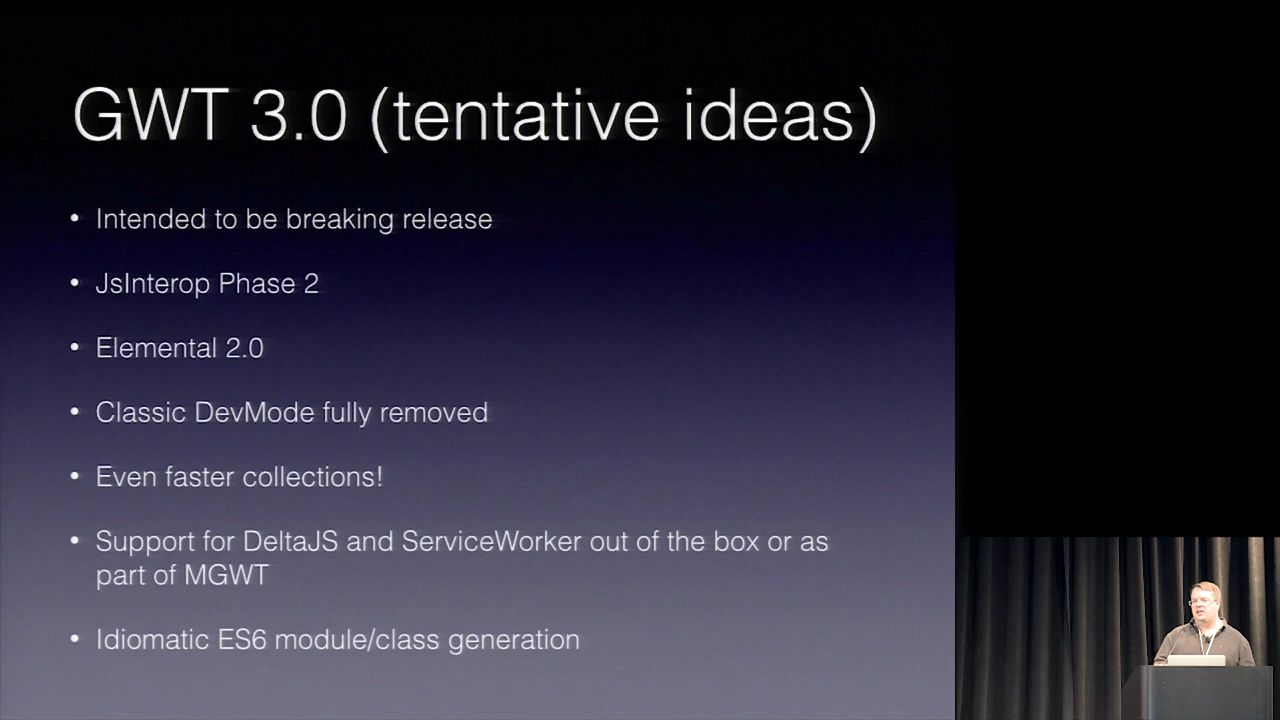 GWT 3.0 (tentative ideas)
• Intended to be breaking release
• JsInterop Phase 2
• Elemental 2.0
• Classic DevMode fully removed
• Even faster collections!
• Support for DeltaJS and ServiceWorker out of the box or as
part of MGWT
• Idiomatic ES6 module/class generation